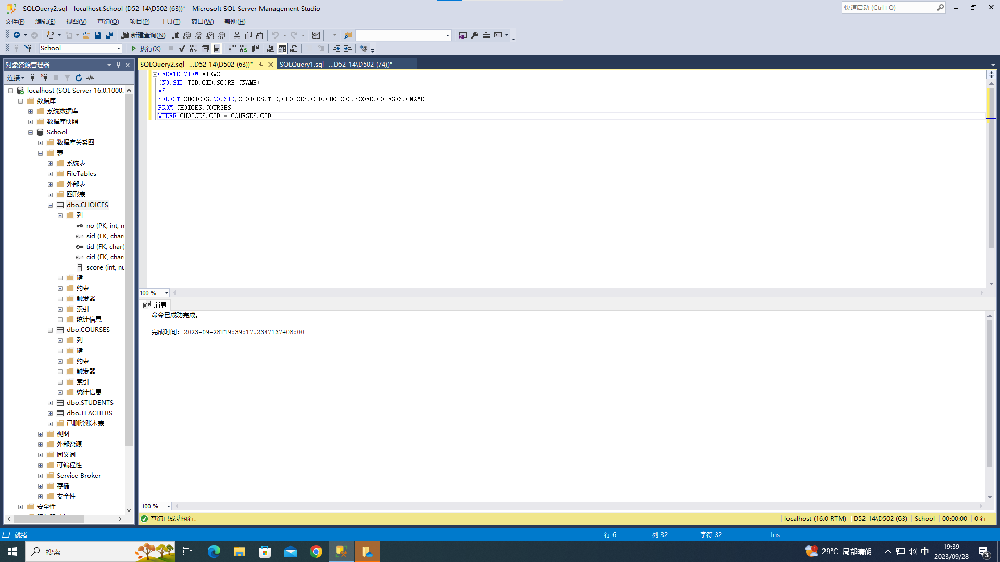 SQLQuery2.sql - localhost.School (D52_14\D502 (63))* - Microsoft SQL Server Management Studio
快速启动 (Ctrl+Q)
文件(F) 编辑(E) 视图(V) 查询(Q) 项目(P) 工具(T) 窗口(W) 帮助(H)
新建查询(N)
MDX DMX XMLA DAX
School
执行(X)
对象资源管理器
SQLQuery2.sql -...D52_14\D502 (63))*
SQLQuery1.sql -...D52_14\D502 (74))*
连接
localhost (SQL Server 16.0.1000.
数据库
系统数据库
数据库快照
School
数据库关系图
表
系统表
FileTables
外部表
图形表
dbo.CHOICES
列
no (PK, int, n
sid (FK, char(
tid (FK, char(
cid (FK, char(
score (int, nu
键
约束
触发器
索引
统计信息
dbo.COURSES
列
键
约束
触发器
索引
统计信息
dbo.STUDENTS
dbo.TEACHERS
已删除账本表
视图
外部资源
同义词
可编程性
Service Broker
存储
安全性
安全性
CREATE VIEW VIEWC
(NO,SID,TID,CID,SCORE,CNAME)
AS
SELECT CHOICES.NO,SID,CHOICES.TID,CHOICES.CID,CHOICES.SCORE,COURSES.CNAME
FROM CHOICES,COURSES
WHERE CHOICES.CID = COURSES.CID
100 %
消息
命令已成功完成。
完成时间: 2023-09-28T19:39:17.2347137+08:00
100 %
查询已成功执行。
localhost (16.0 RTM) D52_14\D502 (63) School 00:00:00 0 行
就绪
行 6 列 32 字符 32 Ins
搜索
1
29°C 局部晴朗
中
19:39
2023/09/28
3